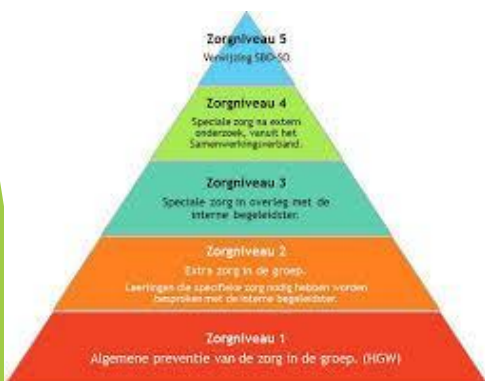 Zorgniveau 5
Verwijzing SBO-SO.
Zorgniveau 4
Speciale zorg na extern
onderzoek, vanuit het
Samenwerkingsverband.
Zorgniveau 3
Speciale zorg in overleg met de
interne begeleidster.
Zorgniveau 2
Extra zorg in de groep.
Leerlingen die specifieke zorg nodig hebben worden
besproken met de interne begeleidster.
Zorgniveau 1
Algemene preventie van de zorg in de groep. (HGW)